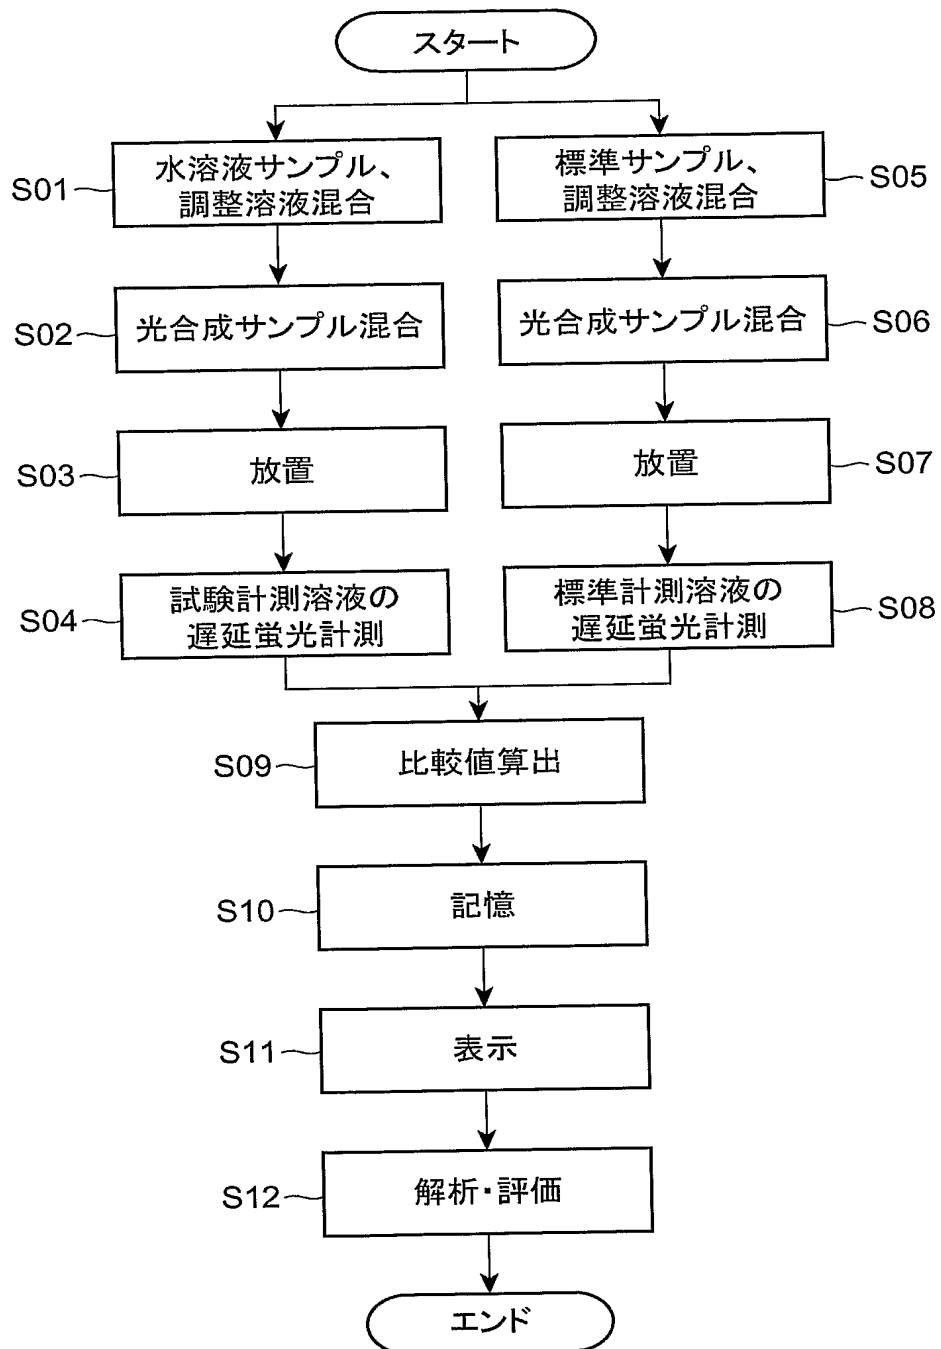 スタート
S01
水溶液サンプル、
調整溶液混合
標準サンプル、
調整溶液混合
S05
S02
光合成サンプル混合
光合成サンプル混合
S06
S03
放置
放置
S07
S04
試験計測溶液の
遅延蛍光計測
標準計測溶液の
遅延蛍光計測
S08
S09
比較値算出
S10
記憶
S11
表示
S12
解析・評価
エンド